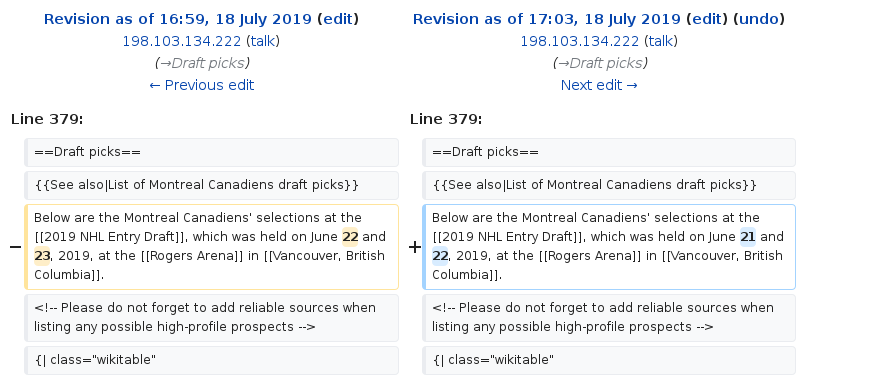 Revision as of 16:59, 18 July 2019 (edit)
198.103.134.222 (talk)
(→Draft picks)
← Previous edit
Revision as of 17:03, 18 July 2019 (edit) (undo)
198.103.134.222 (talk)
(→Draft picks)
Next edit →
Line 379:
Line 379:
==Draft picks==
==Draft picks==
{{See also|List of Montreal Canadiens draft picks}}
{{See also|List of Montreal Canadiens draft picks}}
− Below are the Montreal Canadiens' selections at the
[[2019 NHL Entry Draft]], which was held on June 22 and
23, 2019, at the [[Rogers Arena]] in [[Vancouver, British
Columbia]].
+ Below are the Montreal Canadiens' selections at the
[[2019 NHL Entry Draft]], which was held on June 21 and
22, 2019, at the [[Rogers Arena]] in [[Vancouver, British
Columbia]].
<!-- Please do not forget to add reliable sources when
listing any possible high-profile prospects -->
<!-- Please do not forget to add reliable sources when
listing any possible high-profile prospects -->
{| class="wikitable"
{| class="wikitable"